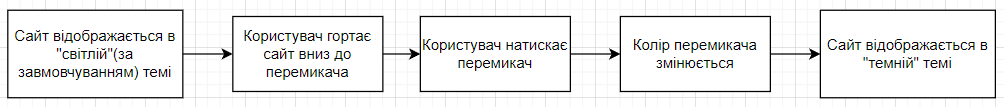 Сайт відображається в
"світлій"(за
завмовчуванням) темі
Користувач гортає
сайт вниз до
перемикача
Користувач натискає
перемикач
Колір перемикача
змінюється
Сайт відображається в
"темній" темі